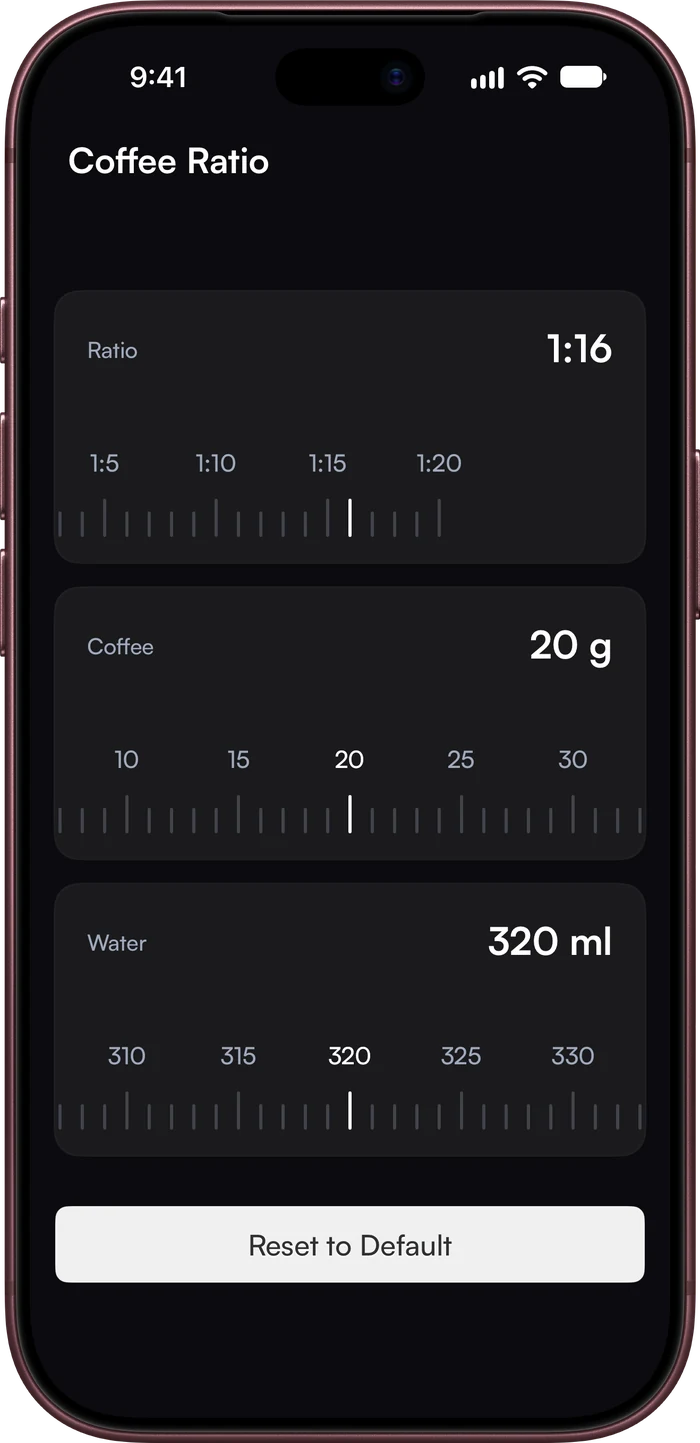 9:41
Coffee Ratio
Ratio 1:16
1:5 1:10 1:15 1:20
Coffee 20 g
10 15 20 25 30
Water 320 ml
310 315 320 325 330
Reset to Default